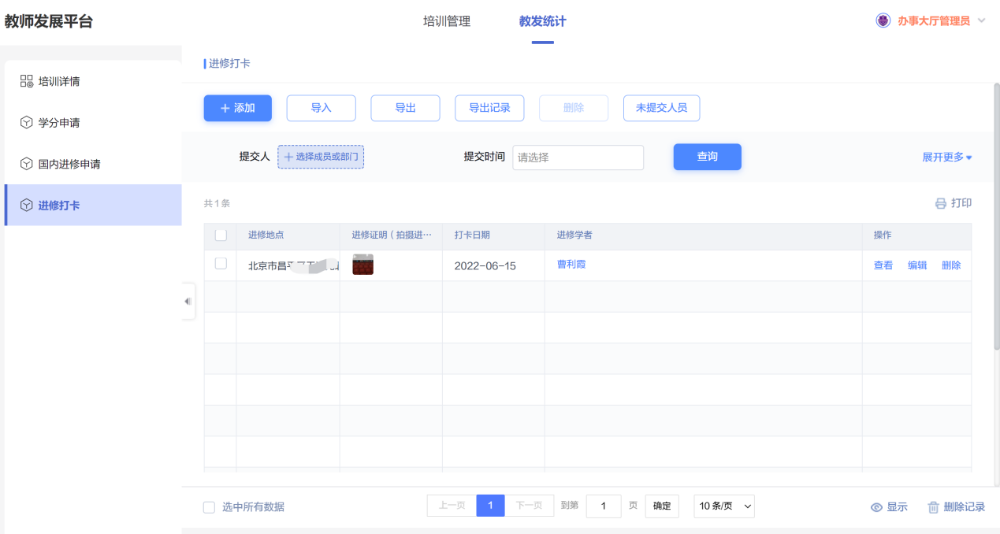 教师发展平台
培训管理
教发统计
办事大厅管理员
培训详情
学分申请
国内进修申请
进修打卡
进修打卡
+ 添加
导入
导出
导出记录
删除
未提交人员
提交人
+ 选择成员或部门
提交时间
请选择
查询
展开更多
共1条
打印
进修地点
进修证明（拍摄进…
打卡日期
进修学者
操作
北京市昌
2022-06-15
曹利霞
查看
编辑
删除
选中所有数据
上一页
1
下一页
到第
1
页
确定
10 条/页
显示
删除记录